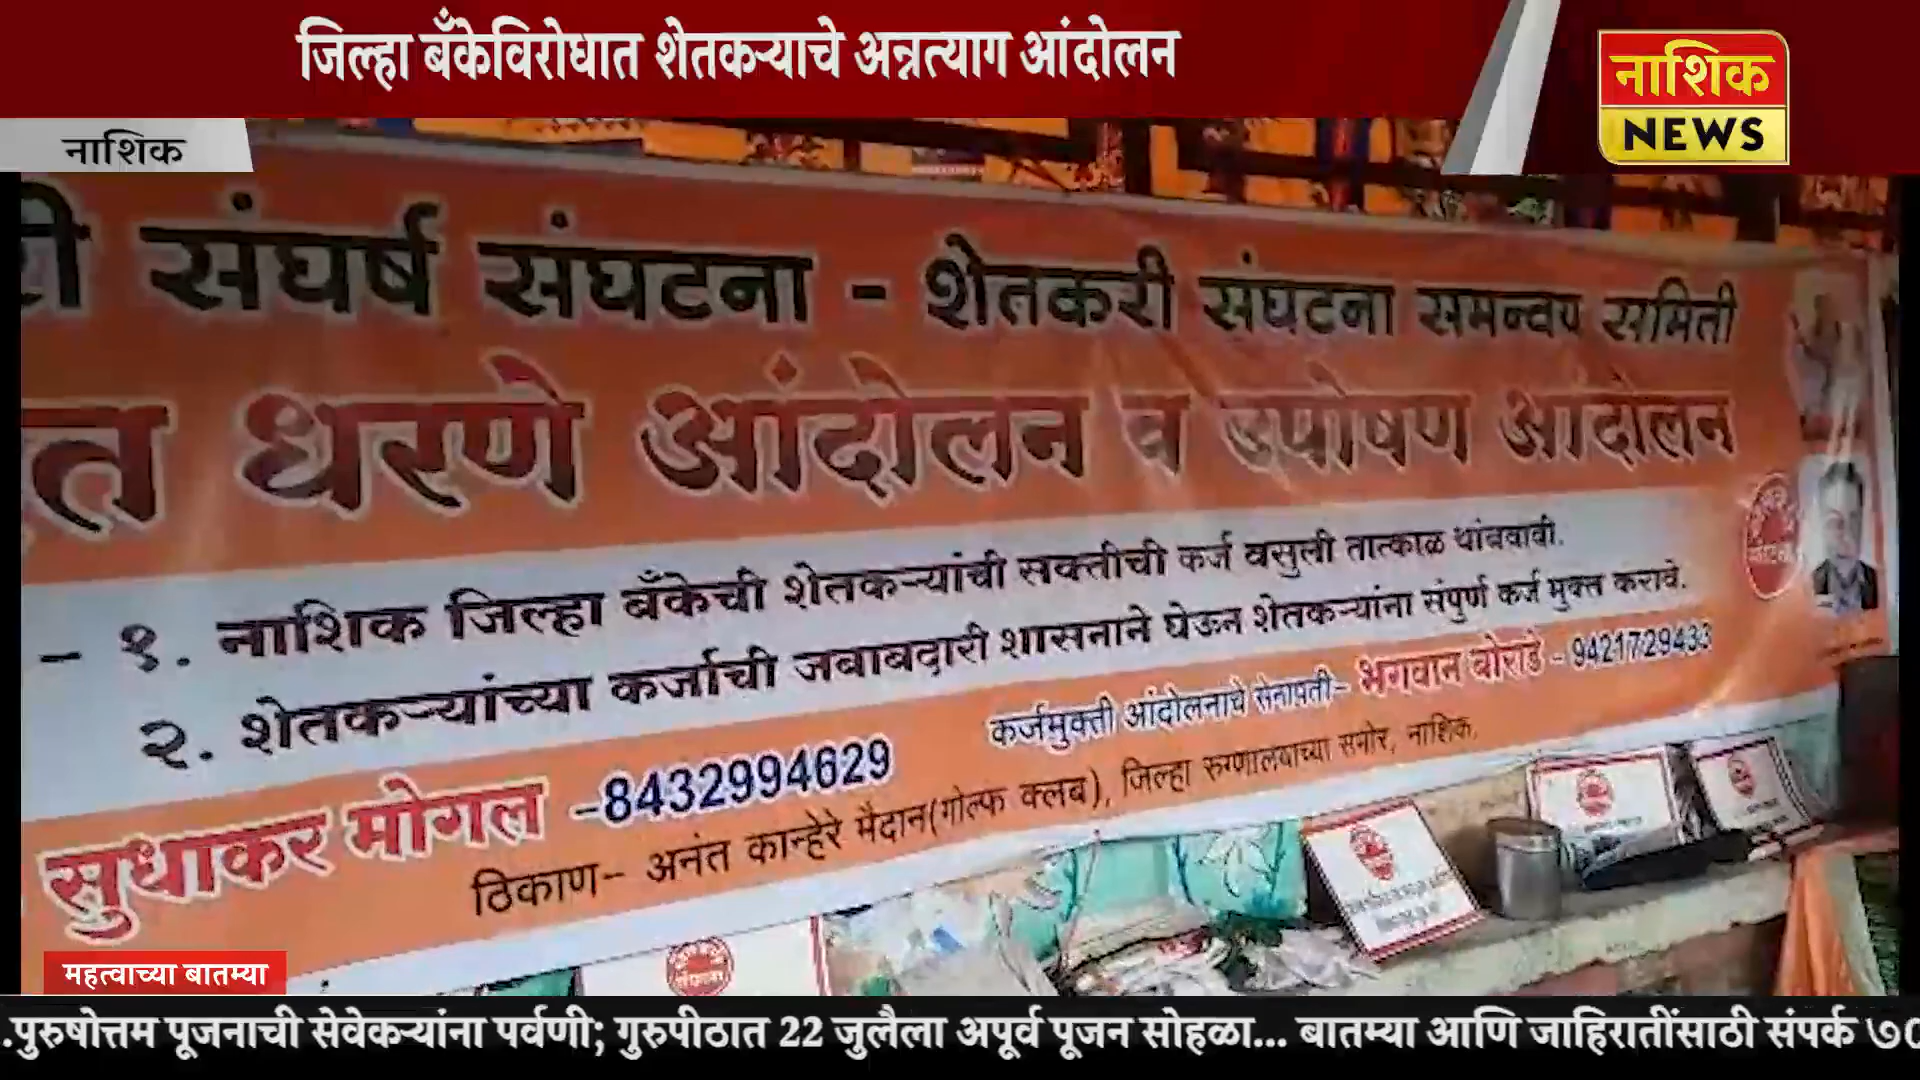 जिल्हा बँकेविरोधात शेतकऱ्याचे अन्नत्याग आंदोलन
नाशिक
NEWS
नाशिक
री संघर्ष संघटना - शेतकरी संघटना समन्वय समिती
त धरणे आंदोलन व उपोषण आंदोलन
- १. नाशिक जिल्हा बँकेची शेतकऱ्यांची सक्तीची कर्ज वसुली तात्काळ थांबवावी.
२. शेतकऱ्यांच्या कर्जाची जबाबदारी शासनाने घेऊन शेतकऱ्यांना संपुर्ण कर्ज मुक्त करावे.
कर्जमुक्ती आंदोलनाचे सेनापती- भगवान बोराडे - 9421729433
सुधाकर मोगल -8432994629
ठिकाण- अनंत कान्हेरे मैदान(गोल्फ क्लब), जिल्हा रुग्णालयाच्या समोर, नाशिक.
महत्वाच्या बातम्या
.पुरुषोत्तम पूजनाची सेवेकऱ्यांना पर्वणी; गुरुपीठात 22 जुलैला अपूर्व पूजन सोहळा... बातम्या आणि जाहिरातींसाठी संपर्क ७०